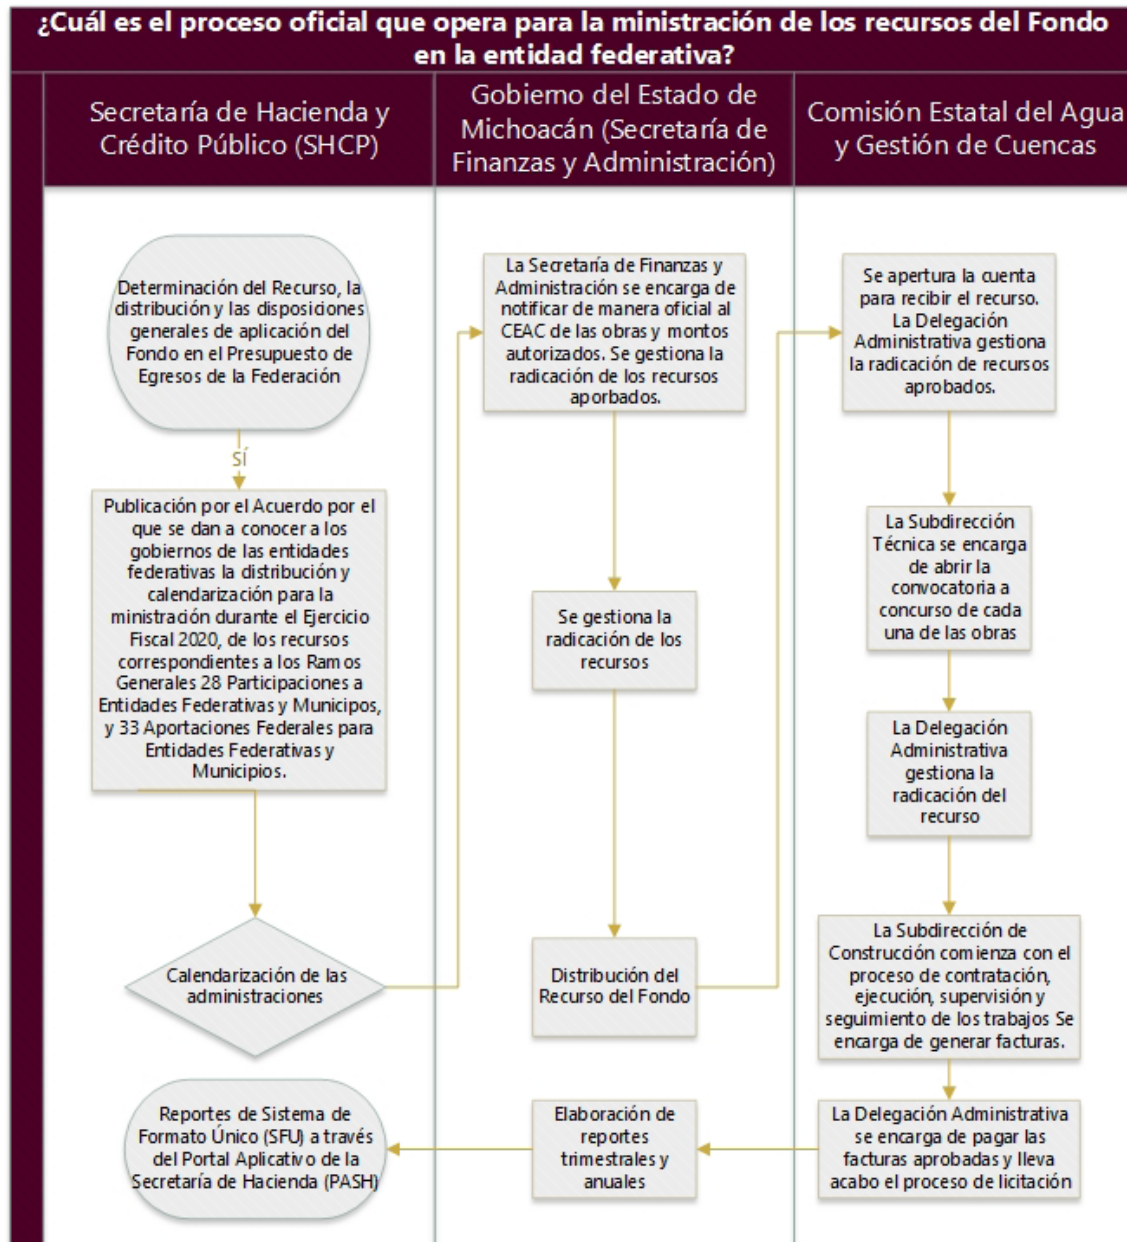 ¿Cuál es el proceso oficial que opera para la ministración de los recursos del Fondo
en la entidad federativa?
Secretaría de Hacienda y
Crédito Público (SHCP)
Gobierno del Estado de
Michoacán (Secretaría de
Finanzas y Administración)
Comisión Estatal del Agua
y Gestión de Cuencas
Determinación del Recurso, la
distribución y las disposiciones
generales de aplicación del
Fondo en el Presupuesto de
Egresos de la Federación
SÍ
Publicación por el Acuerdo por el
que se dan a conocer a los
gobiernos de las entidades
federativas la distribución y
calendarización para la
ministración durante el Ejercicio
Fiscal 2020, de los recursos
correspondientes a los Ramos
Generales 28 Participaciones a
Entidades Federativas y Municipos,
y 33 Aportaciones Federales para
Entidades Federativas y
Municipios.
Calendarización de las
administraciones
La Secretaría de Finanzas y
Administración se encarga de
notificar de manera oficial al
CEAC de las obras y montos
autorizados. Se gestiona la
radicación de los recursos
aporbados.
Se gestiona la
radicación de los
recursos
Distribución del
Recurso del Fondo
Se apertura la cuenta
para recibir el recurso.
La Delegación
Administrativa gestiona
la radicación de recursos
aprobados.
La Subdirección
Técnica se encarga
de abrir la
convocatoria a
concurso de cada
una de las obras
La Delegación
Administrativa
gestiona la
radicación del
recurso
La Subdirección de
Construcción comienza con el
proceso de contratación,
ejecución, supervisión y
seguimiento de los trabajos Se
encarga de generar facturas.
La Delegación Administrativa
se encarga de pagar las
facturas aprobadas y lleva
acabo el proceso de licitación
Elaboración de
reportes
trimestrales y
anuales
Reportes de Sistema de
Formato Único (SFU) a través
del Portal Aplicativo de la
Secretaría de Hacienda (PASH)